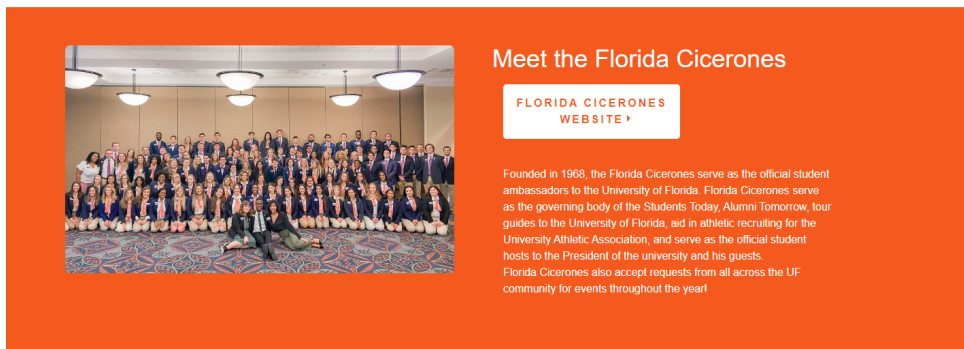 Meet the Florida Cicerones
FLORIDA CICERONES
WEBSITE
Founded in 1968, the Florida Cicerones serve as the official student
ambassadors to the University of Florida. Florida Cicerones serve
as the governing body of the Students Today, Alumni Tomorrow, tour
guides to the University of Florida, aid in athletic recruiting for the
University Athletic Association, and serve as the official student
hosts to the President of the university and his guests.
Florida Cicerones also accept requests from all across the UF
community for events throughout the year!